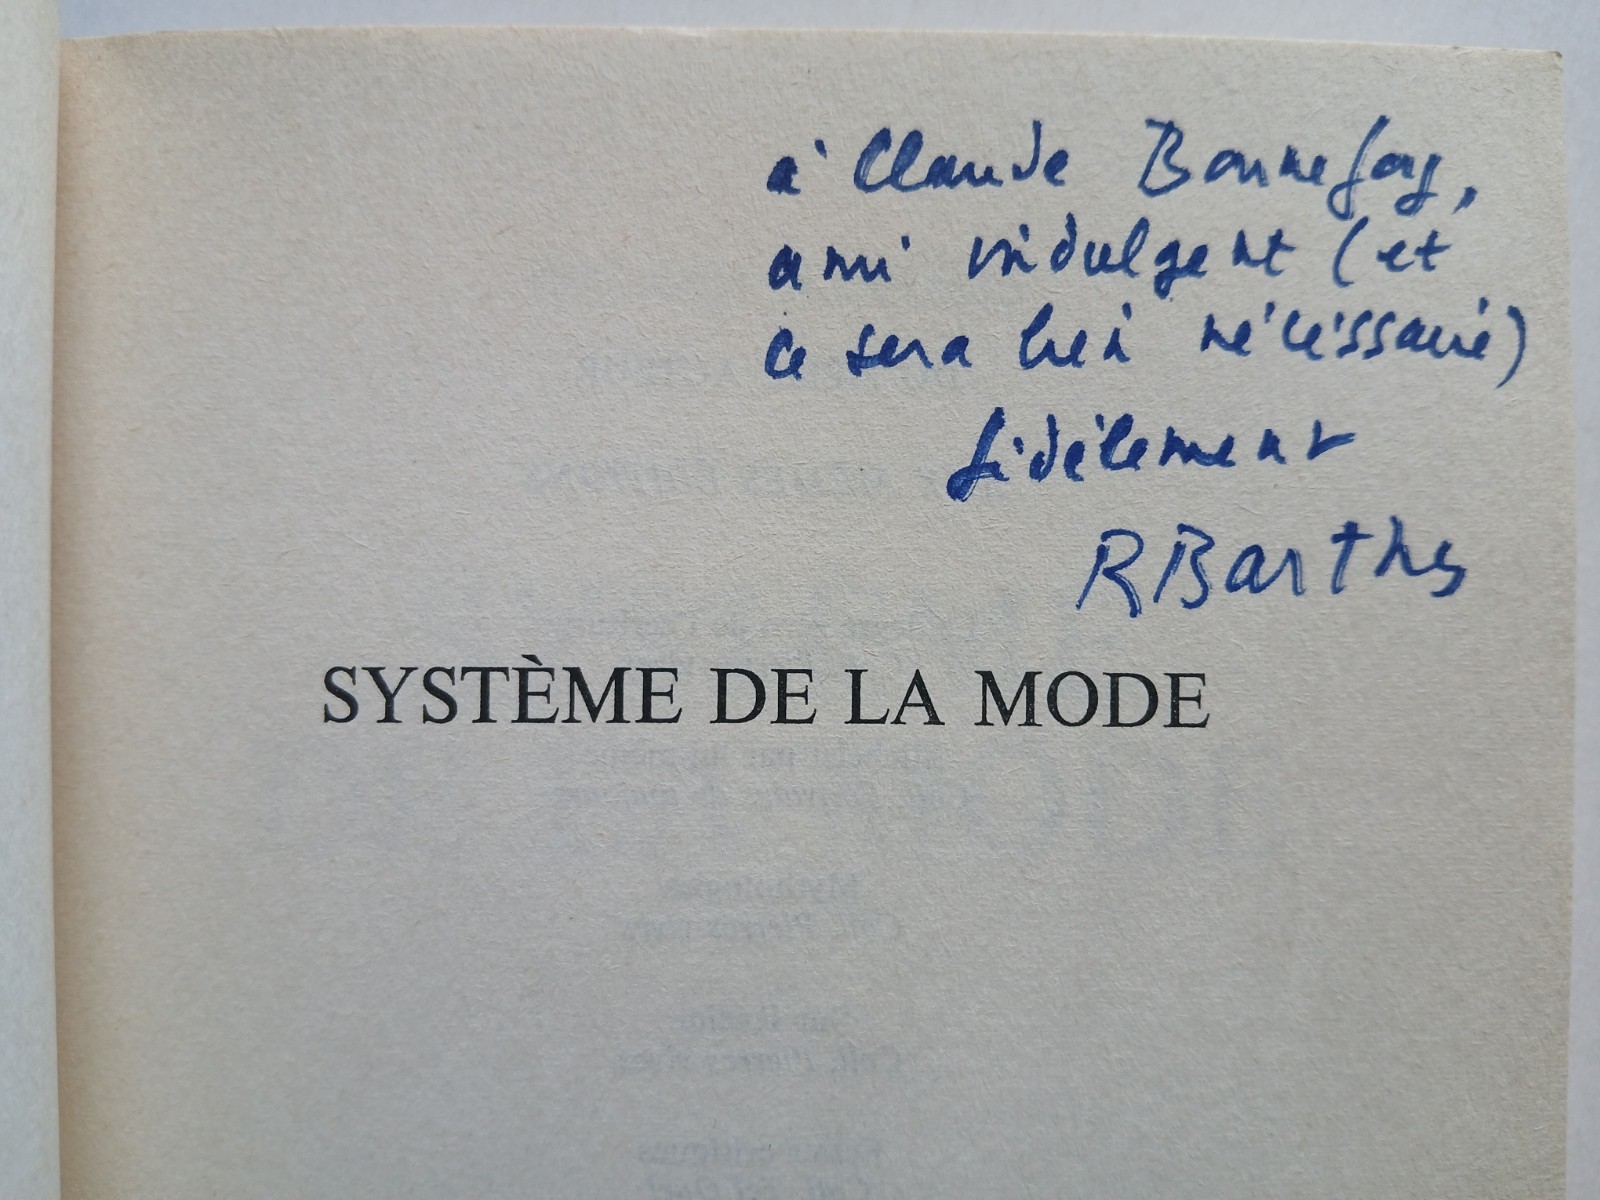 à Claude Bonnefoy,
ami indulgent (et
ce sera bien nécessaire)
fidèlement
RBarthes
SYSTÈME DE LA MODE